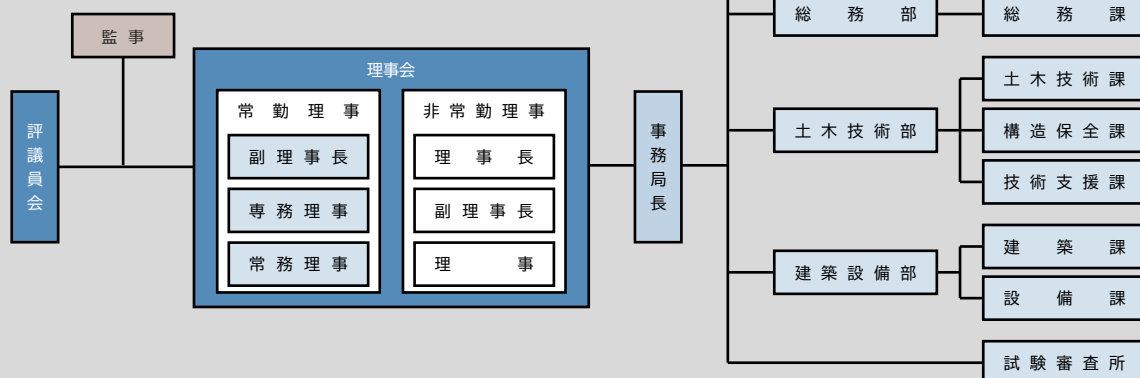 監事
評議員会
理事会
常勤理事
副理事長
専務理事
常務理事
非常勤理事
理事長
副理事長
理事
事務局長
総務部
総務課
土木技術部
土木技術課
構造保全課
技術支援課
建築設備部
建築課
設備課
試験審査所